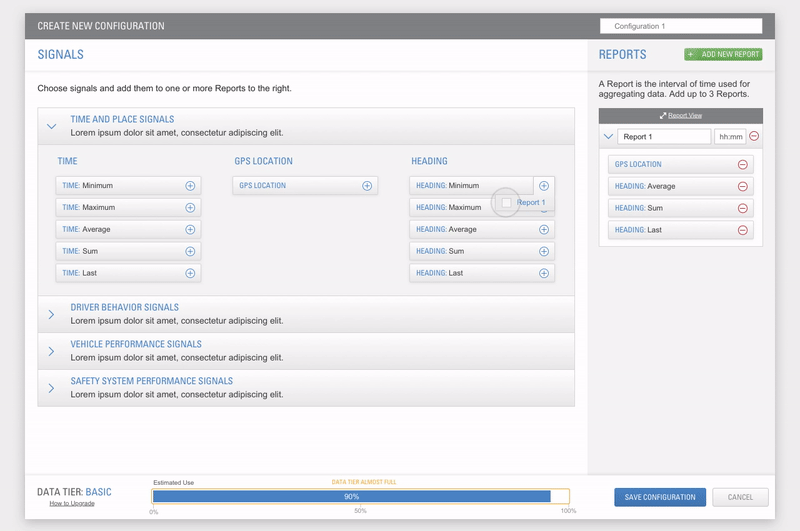 CREATE NEW CONFIGURATION
Configuration 1
SIGNALS
Choose signals and add them to one or more Reports to the right.
TIME AND PLACE SIGNALS
Lorem ipsum dolor sit amet, consectetur adipiscing elit.
TIME
TIME: Minimum
TIME: Maximum
TIME: Average
TIME: Sum
TIME: Last
GPS LOCATION
GPS LOCATION
HEADING
HEADING: Minimum
Report 1
HEADING: Maximum
HEADING: Average
HEADING: Sum
HEADING: Last
DRIVER BEHAVIOR SIGNALS
Lorem ipsum dolor sit amet, consectetur adipiscing elit.
VEHICLE PERFORMANCE SIGNALS
Lorem ipsum dolor sit amet, consectetur adipiscing elit.
SAFETY SYSTEM PERFORMANCE SIGNALS
Lorem ipsum dolor sit amet, consectetur adipiscing elit.
REPORTS
+ ADD NEW REPORT
A Report is the interval of time used for
aggregating data. Add up to 3 Reports.
Report View
Report 1
hh:mm
GPS LOCATION
HEADING: Average
HEADING: Sum
HEADING: Last
DATA TIER: BASIC
How to Upgrade
Estimated Use
DATA TIER ALMOST FULL
90%
0%
50%
100%
SAVE CONFIGURATION
CANCEL